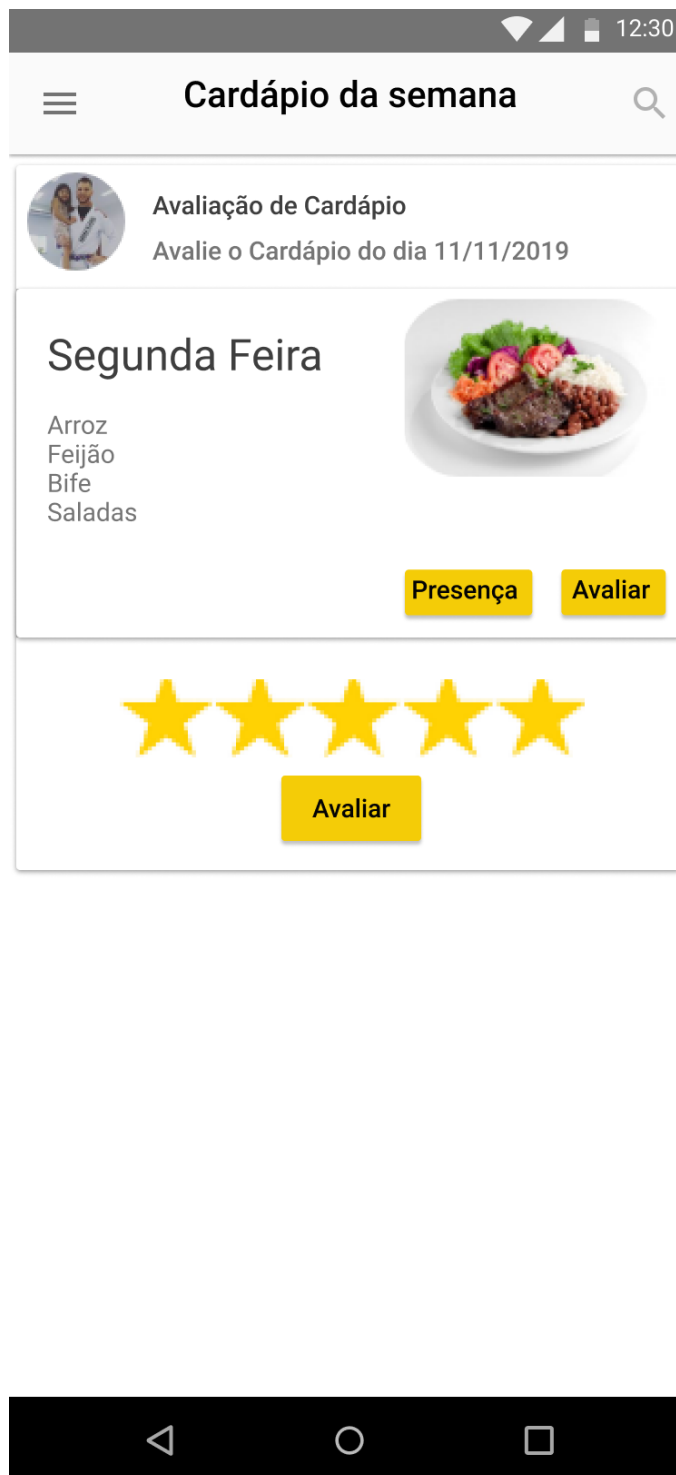 12:30
Cardápio da semana
Avaliação de Cardápio
Avalie o Cardápio do dia 11/11/2019
Segunda Feira
Arroz
Feijão
Bife
Saladas
Presença
Avaliar
Avaliar